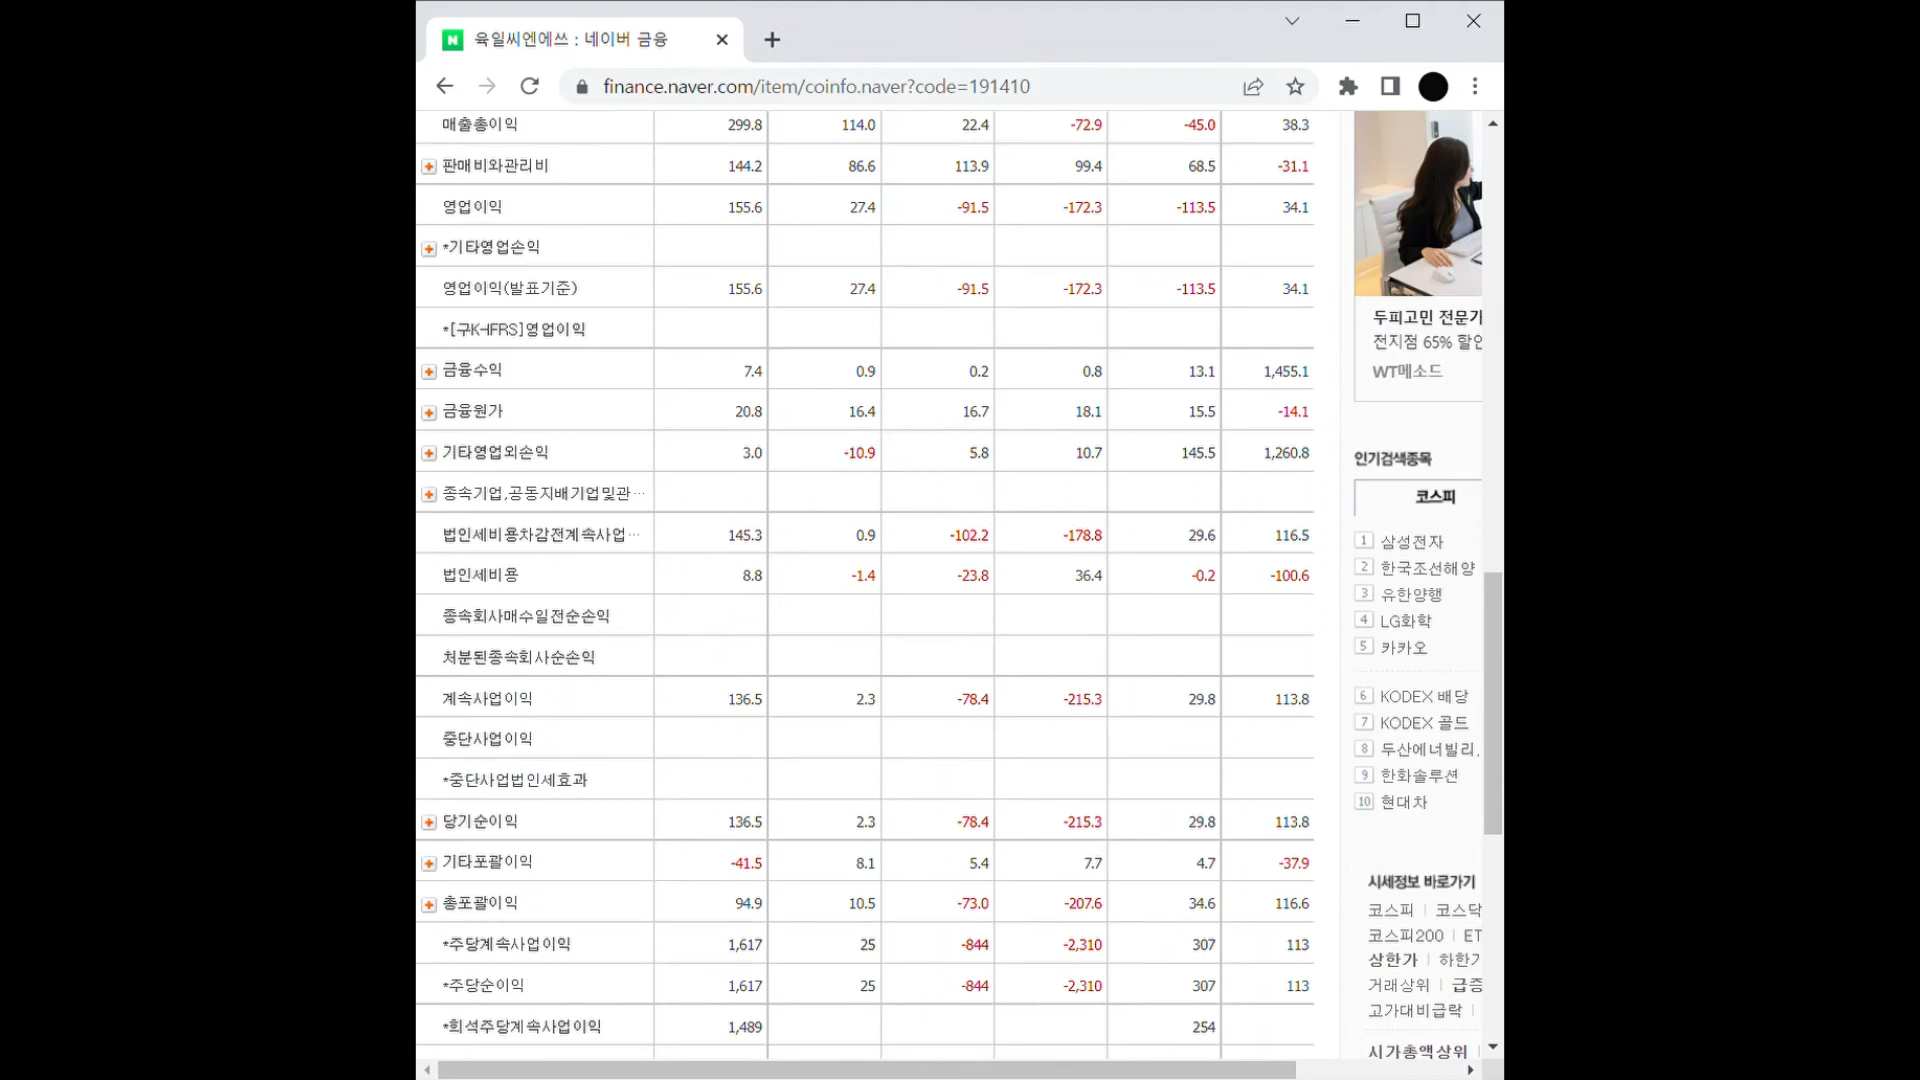 육일씨엔에쓰 : 네이버 금융
finance.naver.com/item/coinfo.naver?code=191410
매출총이익 299.8 114.0 22.4 -72.9 -45.0 38.3
판매비와관리비 144.2 86.6 113.9 99.4 68.5 -31.1
영업이익 155.6 27.4 -91.5 -172.3 -113.5 34.1
*기타영업손익
영업이익(발표기준) 155.6 27.4 -91.5 -172.3 -113.5 34.1
*[구K-IFRS]영업이익
금융수익 7.4 0.9 0.2 0.8 13.1 1,455.1
금융원가 20.8 16.4 16.7 18.1 15.5 -14.1
기타영업외손익 3.0 -10.9 5.8 10.7 145.5 1,260.8
종속기업,공동지배기업및관…
법인세비용차감전계속사업… 145.3 0.9 -102.2 -178.8 29.6 116.5
법인세비용 8.8 -1.4 -23.8 36.4 -0.2 -100.6
종속회사매수일전순손익
처분된종속회사순손익
계속사업이익 136.5 2.3 -78.4 -215.3 29.8 113.8
중단사업이익
*중단사업법인세효과
당기순이익 136.5 2.3 -78.4 -215.3 29.8 113.8
기타포괄이익 -41.5 8.1 5.4 7.7 4.7 -37.9
총포괄이익 94.9 10.5 -73.0 -207.6 34.6 116.6
*주당계속사업이익 1,617 25 -844 -2,310 307 113
*주당순이익 1,617 25 -844 -2,310 307 113
*희석주당계속사업이익 1,489 254
두피고민 전문가
전지점 65% 할인
WT메소드
인기검색종목
코스피
1 삼성전자
2 한국조선해양
3 유한양행
4 LG화학
5 카카오
6 KODEX 배당
7 KODEX 골드
8 두산에너빌리.
9 한화솔루션
10 현대차
시세정보 바로가기
코스피 | 코스닥
코스피200 | ET
상한가 | 하한가
거래상위 | 급증
고가대비급락 |
시가총액상위 |